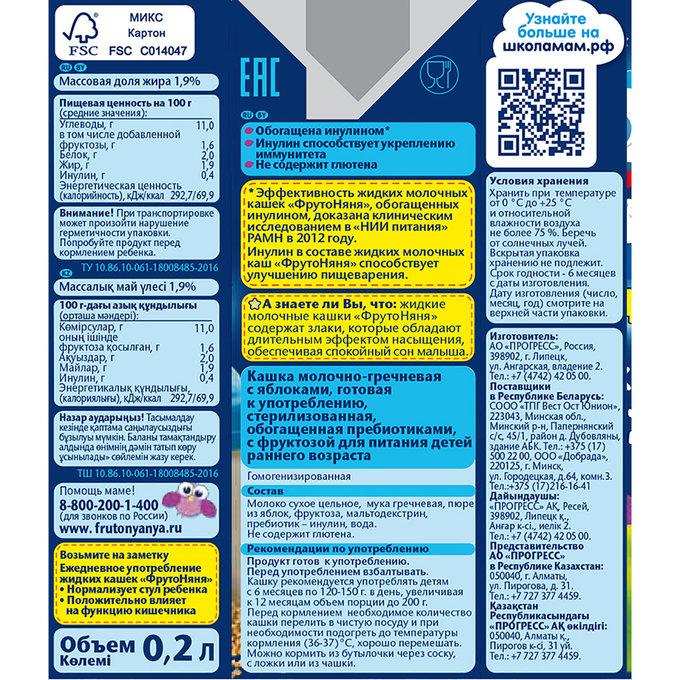 МИКС
Картон
FSC
FSC C014047
RU BY
Массовая доля жира 1,9%
Пищевая ценность на 100 г
(средние значения):
Углеводы, г 11,0
в том числе добавленной
фруктозы, г 1,6
Белок, г 2,0
Жир, г 1,9
Инулин, г 0,4
Энергетическая ценность
(калорийность), кДж/ккал 292,7/69,9
Внимание! При транспортировке
может произойти нарушение
герметичности упаковки.
Попробуйте продукт перед
кормлением ребенка.
ТУ 10.86.10-061-18008485-2016
KZ
Массалық май үлесі 1,9%
100 г-дағы азық құндылығы
(орташа мәндері):
Көмірсулар, г 11,0
оның ішінде
фруктоза қосылған, г 1,6
Ақуыздар, г 2,0
Майлар, г 1,9
Инулин, г 0,4
Энергетикалық құндылығы,
(калориялығы), кДж/ккал 292,7/69,9
Назар аударыңыз! Тасымалдау
кезінде қаптама саңылаусыздығы
бұзылуы мүмкін. Баланы тамақтандыру
алдында өнімнің дәмін татып көру
ұсынылады» сөйлемін жазу керек.
ТШ 10.86.10-061-18008485-2016
Помощь маме!
8-800-200-1-400
(для звонков по России)
www. frutonyanya.ru
Возьмите на заметку
Ежедневное употребление
жидких кашек «ФрутоНяня»
• Нормализует стул ребенка
• Положительно влияет
на функцию кишечника
Объем 0,2 л
Көлемі
EAC
RU BY
Обогащена инулином*
Инулин способствует укреплению
иммунитета
Не содержит глютена
* Эффективность жидких молочных
кашек «ФрутоНяня», обогащенных
инулином, доказана клиническим
исследованием в «НИИ питания»
РАМН в 2012 году.
Инулин в составе жидких молочных
каш «ФрутоНяня» способствует
улучшению пищеварения.
А знаете ли Вы, что: жидкие
молочные кашки «ФрутоНяня»
содержат злаки, которые обладают
длительным эффектом насыщения,
обеспечивая спокойный сон малыша.
Кашка молочно-гречневая
с яблоками, готовая
к употреблению,
стерилизованная,
обогащенная пребиотиками,
с фруктозой для питания детей
раннего возраста
Гомогенизированная
Состав
Молоко сухое цельное, мука гречневая, пюре
из яблок, фруктоза, мальтодекстрин,
пребиотик – инулин, вода.
Не содержит глютена.
Рекомендации по употреблению
Продукт готов к употреблению.
Перед употреблением взбалтывать.
Кашку рекомендуется употреблять детям
с 6 месяцев по 120-150 г. в день, увеличивая
к 12 месяцам объем порции до 200 г.
Перед кормлением необходимое количество
кашки перелить в чистую посуду и при
необходимости подогреть до температуры
кормления (36-37)˚С, хорошо перемешать.
Можно кормить из бутылочки через соску,
с ложки или из чашки.
Узнайте
больше на
школамам.рф
Условия хранения
Хранить при температуре
от 0 °С до +25 °С
и относительной
влажности воздуха
не более 75 %. Беречь
от солнечных лучей.
Вскрытая упаковка
хранению не подлежит.
Срок годности - 6 месяцев
с даты изготовления.
Дату изготовления (число,
месяц, год) смотрите на
верхней части упаковки.
Изготовитель:
АО «ПРОГРЕСС», Россия,
398902, г. Липецк,
ул. Ангарская, владение 2.
Тел. +7 (4742) 42 05 00.
Поставщики
в Республике Беларусь:
СООО «ТПГ Вест Ост Юнион»,
223043, Минская обл.,
Минский р-н, Папернянский
с/с, 45/1, район д. Дубовляны,
здание АБК. Тел.: +375 (17)
500 22 00, ООО «Добрада»,
220125, г. Минск,
ул. Городецкая, д.64, комн.3.
Тел.: +375 (17)216-16-41
Дайындаушы:
«ПРОГРЕСС» АҚ, Ресей,
398902, Липецк қ.,
Ангар к-сі., иелік 2.
Тел. +7 (4742) 42 05 00.
Представитель
АО «ПРОГРЕСС»
в Республике Казахстан:
050040, г. Алматы,
ул. Пирогова, д. 31.
Тел.: +7 727 377 4459.
Қазақстан
Республикасындағы
«ПРОГРЕСС» АҚ өкілдігі:
050040, Алматы қ.,
Пирогов к-сі, 31 үй.
Тел.: +7 727 377 4459.